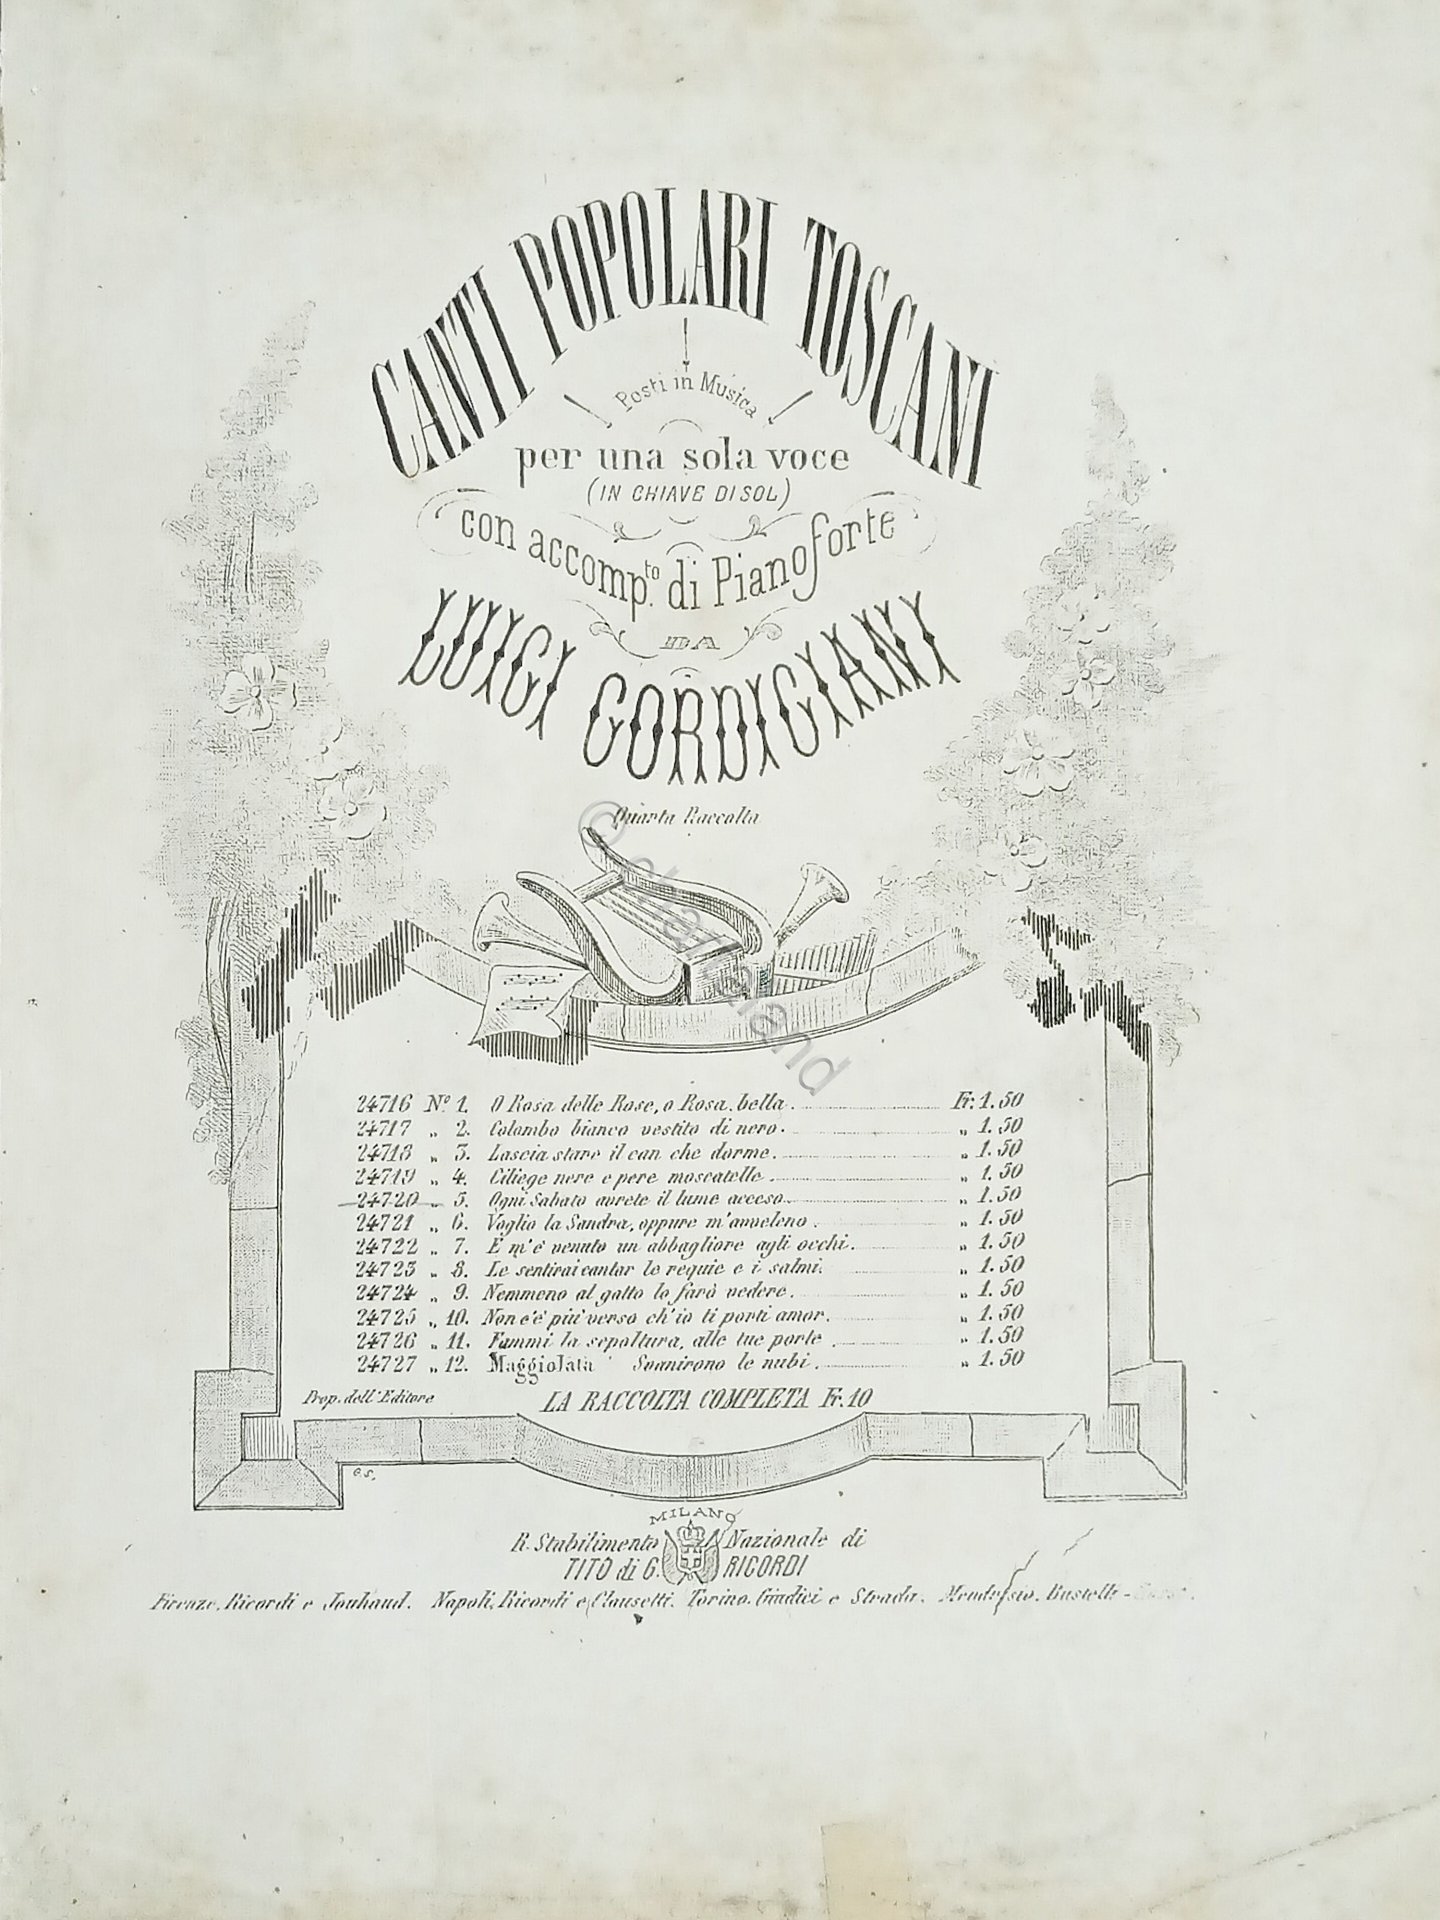 CANTI POPOLARI TOSCANI
Posti in Musica
per una sola voce
(IN CHIAVE DI SOL)
con accomp.to di Pianoforte
DA
LUIGI GORDIGIANI
Quarta Raccolta
© chartaland
24716 No. 1. O Rosa delle Rose, o Rosa bella. Fr. 1.50
24717 „ 2. Colombo bianco vestito di nero. „ 1.50
24718 „ 3. Lascia stare il can che dorme. „ 1.50
24719 „ 4. Ciliege nere e pere moscatelle. „ 1.50
24720 „ 5. Ogni Sabato avrete il lume acceso. „ 1.50
24721 „ 6. Voglio la Sandra, oppure m'avveleno. „ 1.50
24722 „ 7. E m'è venuto un abbagliore agli occhi. „ 1.50
24723 „ 8. Le sentirai cantar le requie e i salmi. „ 1.50
24724 „ 9. Nemmeno al gatto lo farò vedere. „ 1.50
24725 „ 10. Non c'è più verso ch'io ti porti amor. „ 1.50
24726 „ 11. Fammi la sepoltura, alle tue porte. „ 1.50
24727 „ 12. Maggiolata Svanirono le nubi. „ 1.50
Prop. dell'Editore LA RACCOLTA COMPLETA Fr. 10
G.S.
MILANO
R. Stabilimento Nazionale di
TITO di G. RICORDI
Firenze. Ricordi e Jouhaud. Napoli, Ricordi e Clausetti. Torino. Giudici e Strada. Mendrisio. Bustelli-